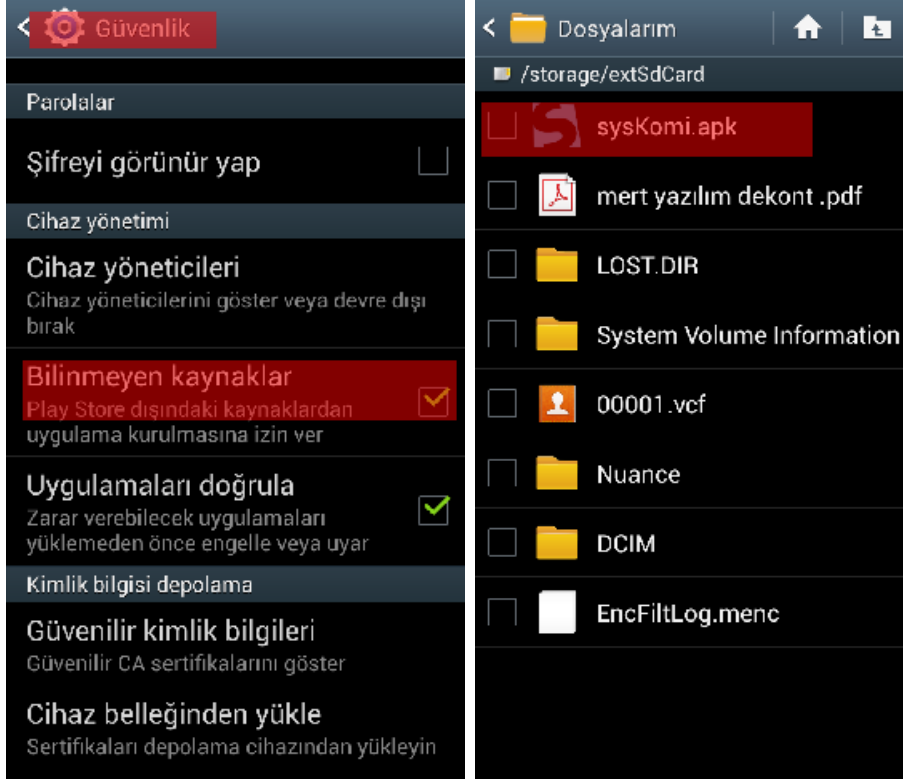 Güvenlik
Parolalar
Şifreyi görünür yap
Cihaz yönetimi
Cihaz yöneticileri
Cihaz yöneticilerini göster veya devre dışı
bırak
Bilinmeyen kaynaklar
Play Store dışındaki kaynaklardan
uygulama kurulmasına izin ver
Uygulamaları doğrula
Zarar verebilecek uygulamaları
yüklemeden önce engelle veya uyar
Kimlik bilgisi depolama
Güvenilir kimlik bilgileri
Güvenilir CA sertifikalarını göster
Cihaz belleğinden yükle
Sertifikaları depolama cihazından yükleyin
Dosyalarım
/storage/extSdCard
sysKomi.apk
mert yazılım dekont .pdf
LOST.DIR
System Volume Information
00001.vcf
Nuance
DCIM
EncFiltLog.menc